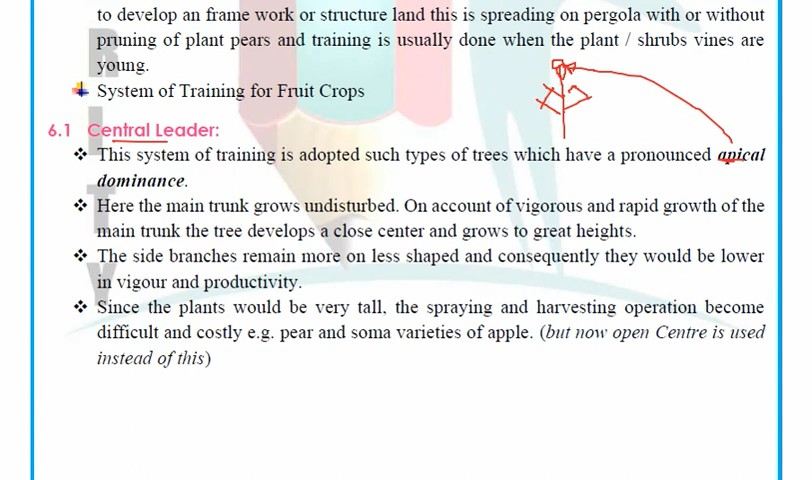 to develop an frame work or structure land this is spreading on pergola with or without
pruning of plant pears and training is usually done when the plant / shrubs vines are
young.
System of Training for Fruit Crops
6.1 Central Leader:
❖ This system of training is adopted such types of trees which have a pronounced apical
dominance.
❖ Here the main trunk grows undisturbed. On account of vigorous and rapid growth of the
main trunk the tree develops a close center and grows to great heights.
❖ The side branches remain more on less shaped and consequently they would be lower
in vigour and productivity.
❖ Since the plants would be very tall, the spraying and harvesting operation become
difficult and costly e.g. pear and soma varieties of apple. (but now open Centre is used
instead of this)
R
I
T
Y